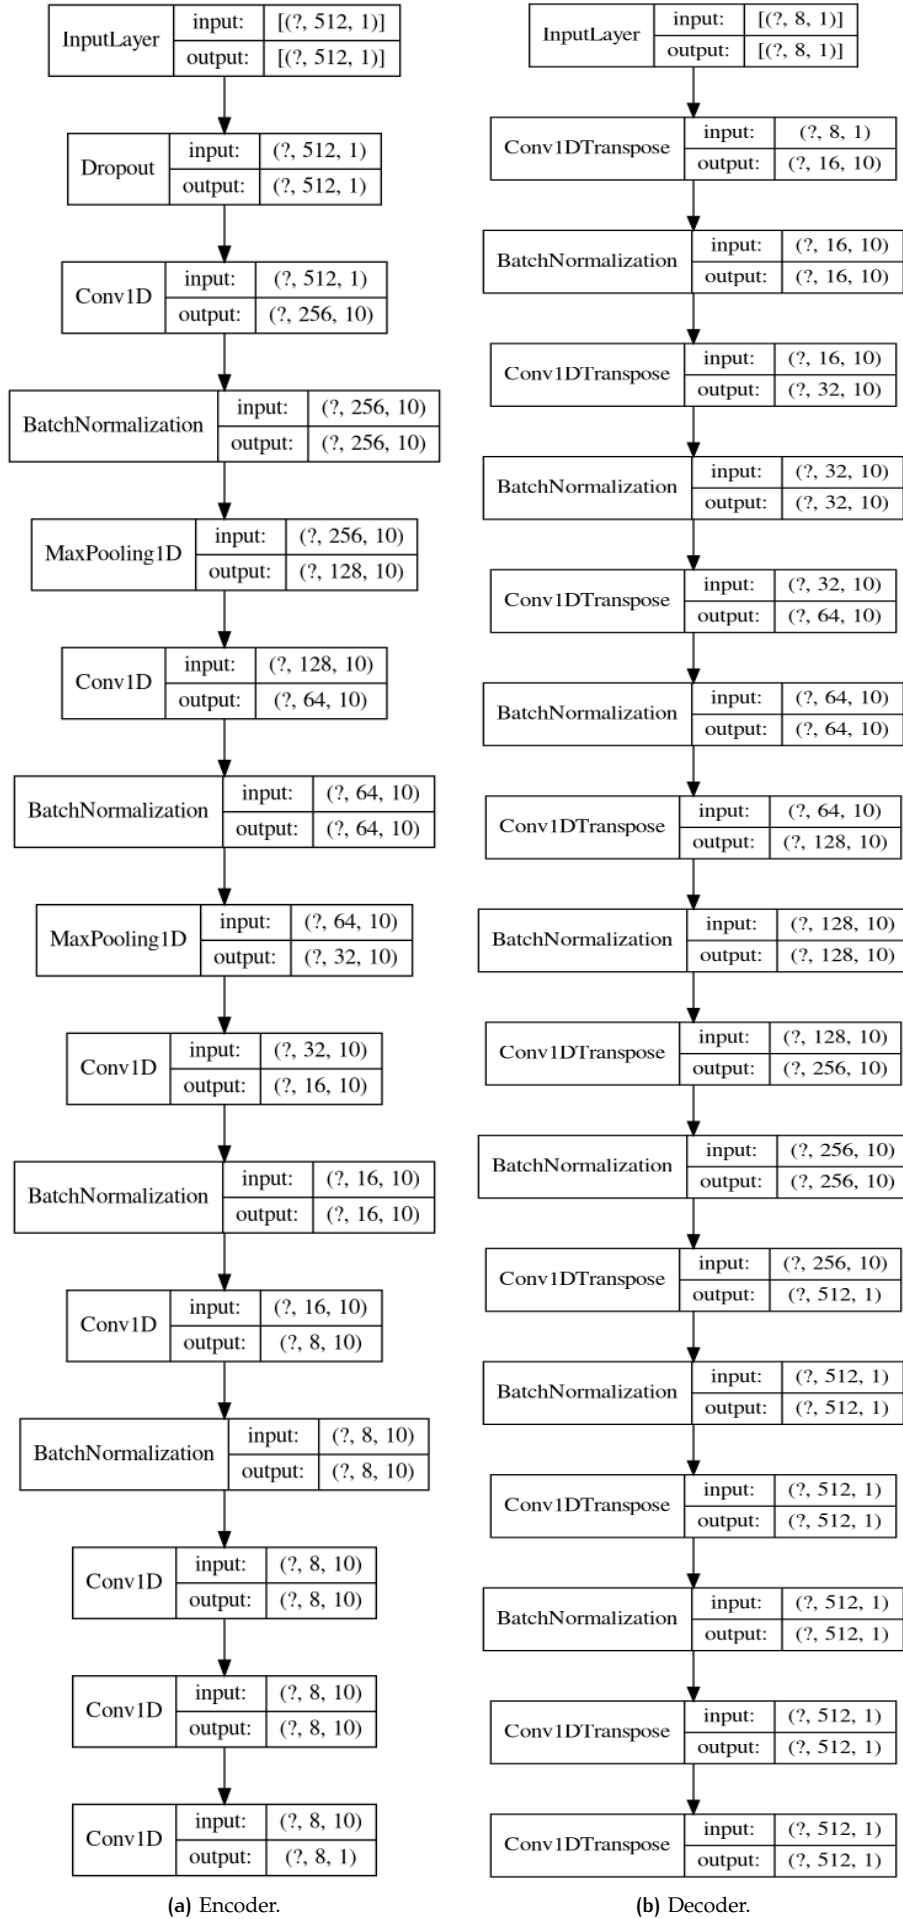 InputLayer input: [(?, 512, 1)]
output: [(?, 512, 1)]
Dropout input: (?, 512, 1)
output: (?, 512, 1)
Conv1D input: (?, 512, 1)
output: (?, 256, 10)
BatchNormalization input: (?, 256, 10)
output: (?, 256, 10)
MaxPooling1D input: (?, 256, 10)
output: (?, 128, 10)
Conv1D input: (?, 128, 10)
output: (?, 64, 10)
BatchNormalization input: (?, 64, 10)
output: (?, 64, 10)
MaxPooling1D input: (?, 64, 10)
output: (?, 32, 10)
Conv1D input: (?, 32, 10)
output: (?, 16, 10)
BatchNormalization input: (?, 16, 10)
output: (?, 16, 10)
Conv1D input: (?, 16, 10)
output: (?, 8, 10)
BatchNormalization input: (?, 8, 10)
output: (?, 8, 10)
Conv1D input: (?, 8, 10)
output: (?, 8, 10)
Conv1D input: (?, 8, 10)
output: (?, 8, 10)
Conv1D input: (?, 8, 10)
output: (?, 8, 1)
(a) Encoder.
InputLayer input: [(?, 8, 1)]
output: [(?, 8, 1)]
Conv1DTranspose input: (?, 8, 1)
output: (?, 16, 10)
BatchNormalization input: (?, 16, 10)
output: (?, 16, 10)
Conv1DTranspose input: (?, 16, 10)
output: (?, 32, 10)
BatchNormalization input: (?, 32, 10)
output: (?, 32, 10)
Conv1DTranspose input: (?, 32, 10)
output: (?, 64, 10)
BatchNormalization input: (?, 64, 10)
output: (?, 64, 10)
Conv1DTranspose input: (?, 64, 10)
output: (?, 128, 10)
BatchNormalization input: (?, 128, 10)
output: (?, 128, 10)
Conv1DTranspose input: (?, 128, 10)
output: (?, 256, 10)
BatchNormalization input: (?, 256, 10)
output: (?, 256, 10)
Conv1DTranspose input: (?, 256, 10)
output: (?, 512, 1)
BatchNormalization input: (?, 512, 1)
output: (?, 512, 1)
Conv1DTranspose input: (?, 512, 1)
output: (?, 512, 1)
BatchNormalization input: (?, 512, 1)
output: (?, 512, 1)
Conv1DTranspose input: (?, 512, 1)
output: (?, 512, 1)
Conv1DTranspose input: (?, 512, 1)
output: (?, 512, 1)
(b) Decoder.